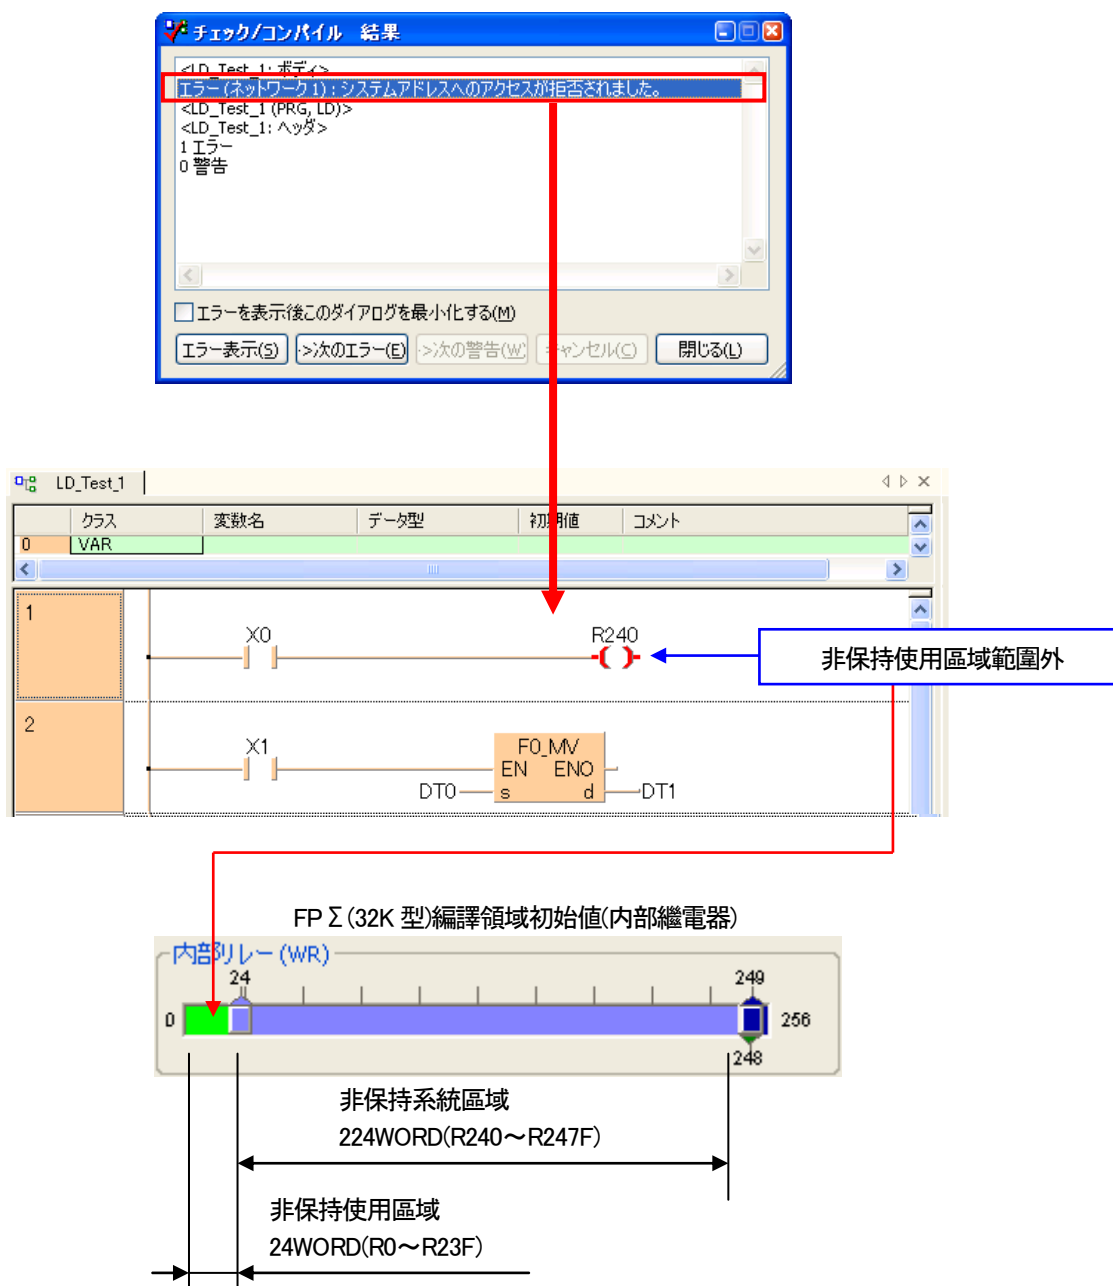 チェック/コンパイル 結果
<LD_Test_1: ボディ>
エラー (ネットワーク 1) : システムアドレスへのアクセスが拒否されました。
<LD_Test_1 (PRG, LD)>
<LD_Test_1: ヘッダ>
1 エラー
0 警告
エラーを表示後このダイアログを最小化する(M)
エラー表示(S)
->次のエラー(E)
->次の警告(W)
キャンセル(C)
閉じる(L)
LD_Test_1
クラス 変数名 データ型 初期値 コメント
0 VAR
1
X0 R240
非保持使用區域範圍外
2
X1 F0_MV
EN ENO
DT0 s d DT1
FPΣ(32K 型)編譯領域初始值(内部繼電器)
内部リレー (WR)
24 249
0 256
248
非保持系統區域
224WORD(R240～R247F)
非保持使用區域
24WORD(R0～R23F)